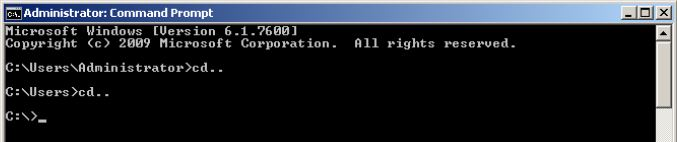 Administrator: Command Prompt
Microsoft Windows [Version 6.1.7600]
Copyright (c) 2009 Microsoft Corporation.  All rights reserved.
C:\Users\Administrator>cd..
C:\Users>cd..
C:\>_